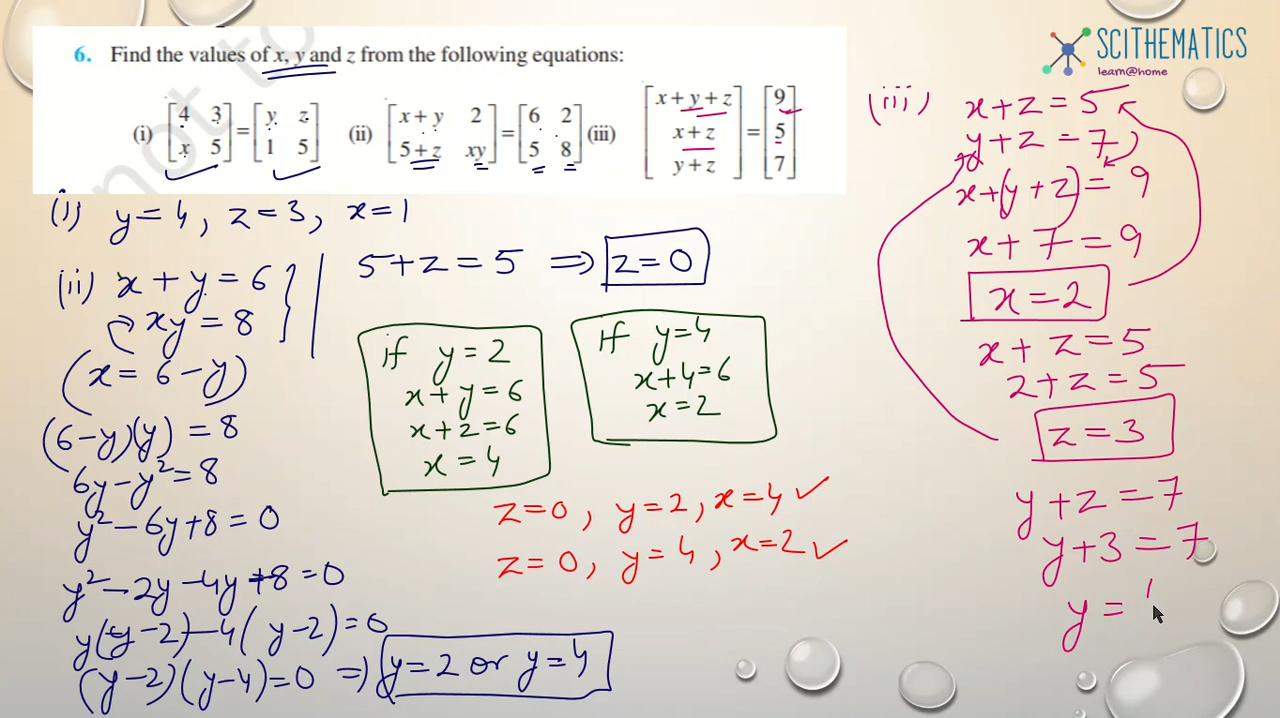 SCITHEMATICS
learn@home
6. Find the values of x, y and z from the following equations:
(i) [4 3; x 5] = [y z; 1 5] (ii) [x + y 2; 5 + z xy] = [6 2; 5 8] (iii) [x + y + z; x + z; y + z] = [9; 5; 7]
not to
(i) y = 4, z = 3, x = 1
(ii) x + y = 6
xy = 8
(x = 6 - y)
(6 - y)(y) = 8
6y - y² = 8
y² - 6y + 8 = 0
y² - 2y - 4y + 8 = 0
y(y - 2) - 4(y - 2) = 0
(y - 2)(y - 4) = 0 ⇒ y = 2 or y = 4
5 + z = 5 ⇒ z = 0
if y = 2
x + y = 6
x + 2 = 6
x = 4
if y = 4
x + 4 = 6
x = 2
z = 0, y = 2, x = 4 ✓
z = 0, y = 4, x = 2 ✓
(iii) x + z = 5
y + z = 7
x + (y + z) = 9
x + 7 = 9
x = 2
x + z = 5
2 + z = 5
z = 3
y + z = 7
y + 3 = 7
y =